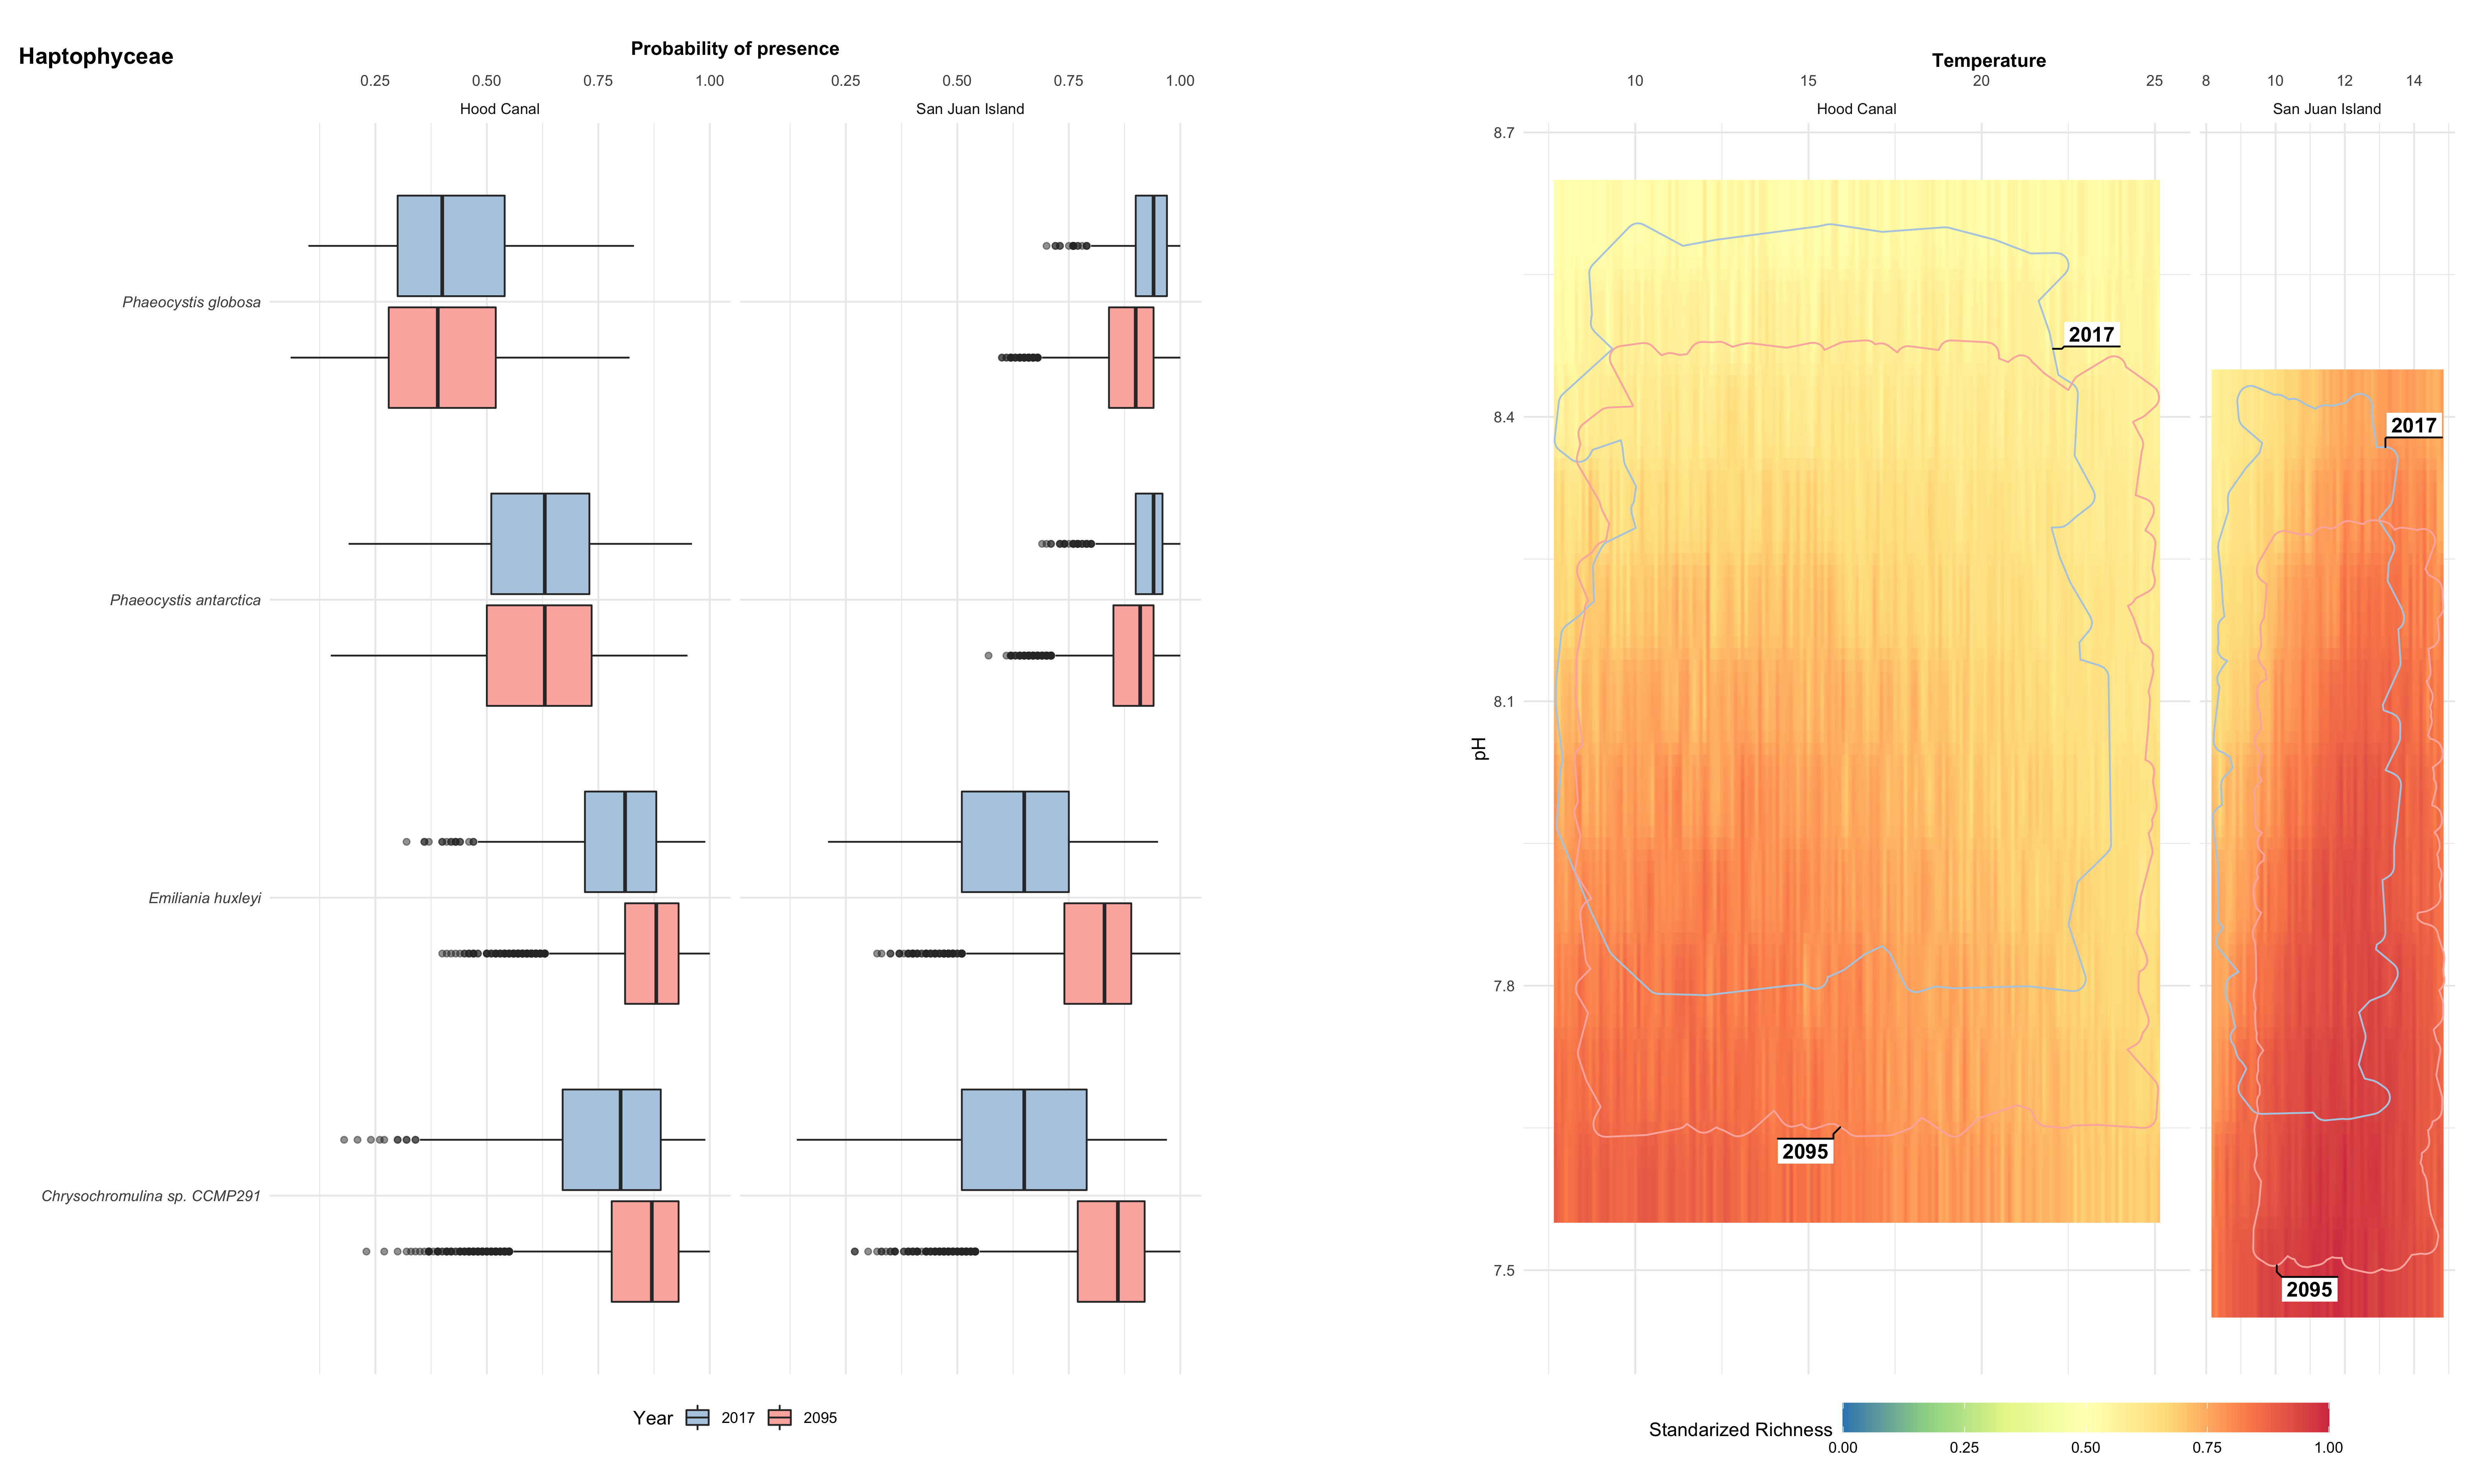 Haptophyceae
Probability of presence
0.25 0.50 0.75 1.00
0.25 0.50 0.75 1.00
Hood Canal
San Juan Island
Phaeocystis globosa
Phaeocystis antarctica
Emiliania huxleyi
Chrysochromulina sp. CCMP291
Year 2017 2095
Temperature
10 15 20 25
8 10 12 14
Hood Canal
San Juan Island
pH
8.7
8.4
8.1
7.8
7.5
2017
2095
2017
2095
Standarized Richness
0.00 0.25 0.50 0.75 1.00